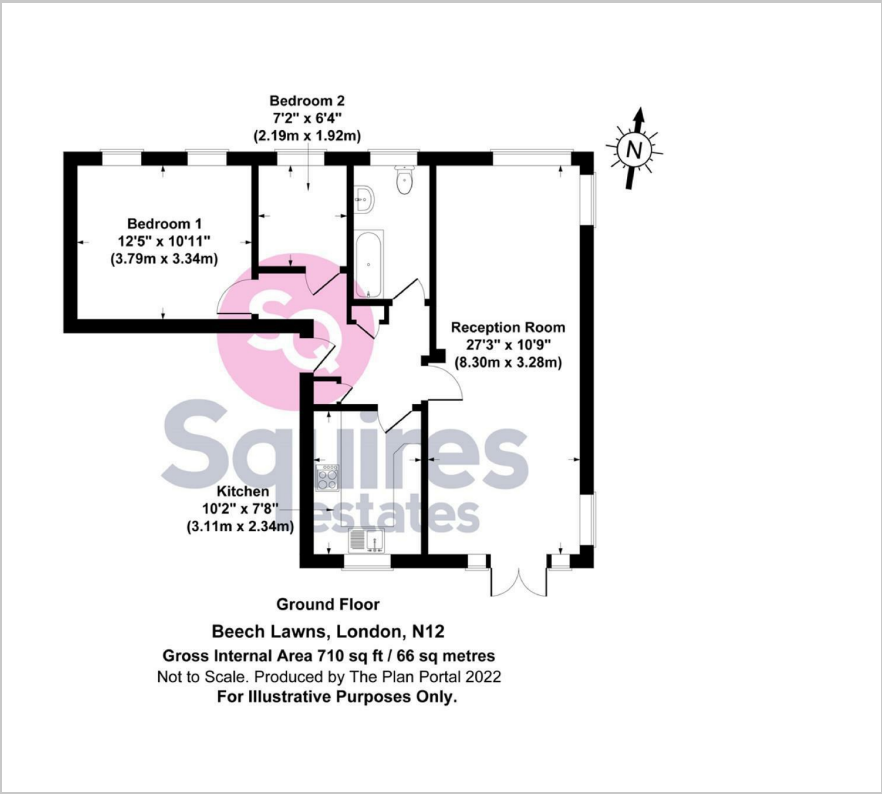 Bedroom 2
7'2" x 6'4"
(2.19m x 1.92m)
N
Bedroom 1
12'5" x 10'11"
(3.79m x 3.34m)
SQ
Reception Room
27'3" x 10'9"
(8.30m x 3.28m)
Squires
estates
Kitchen
10'2" x 7'8"
(3.11m x 2.34m)
Ground Floor
Beech Lawns, London, N12
Gross Internal Area 710 sq ft / 66 sq metres
Not to Scale. Produced by The Plan Portal 2022
For Illustrative Purposes Only.